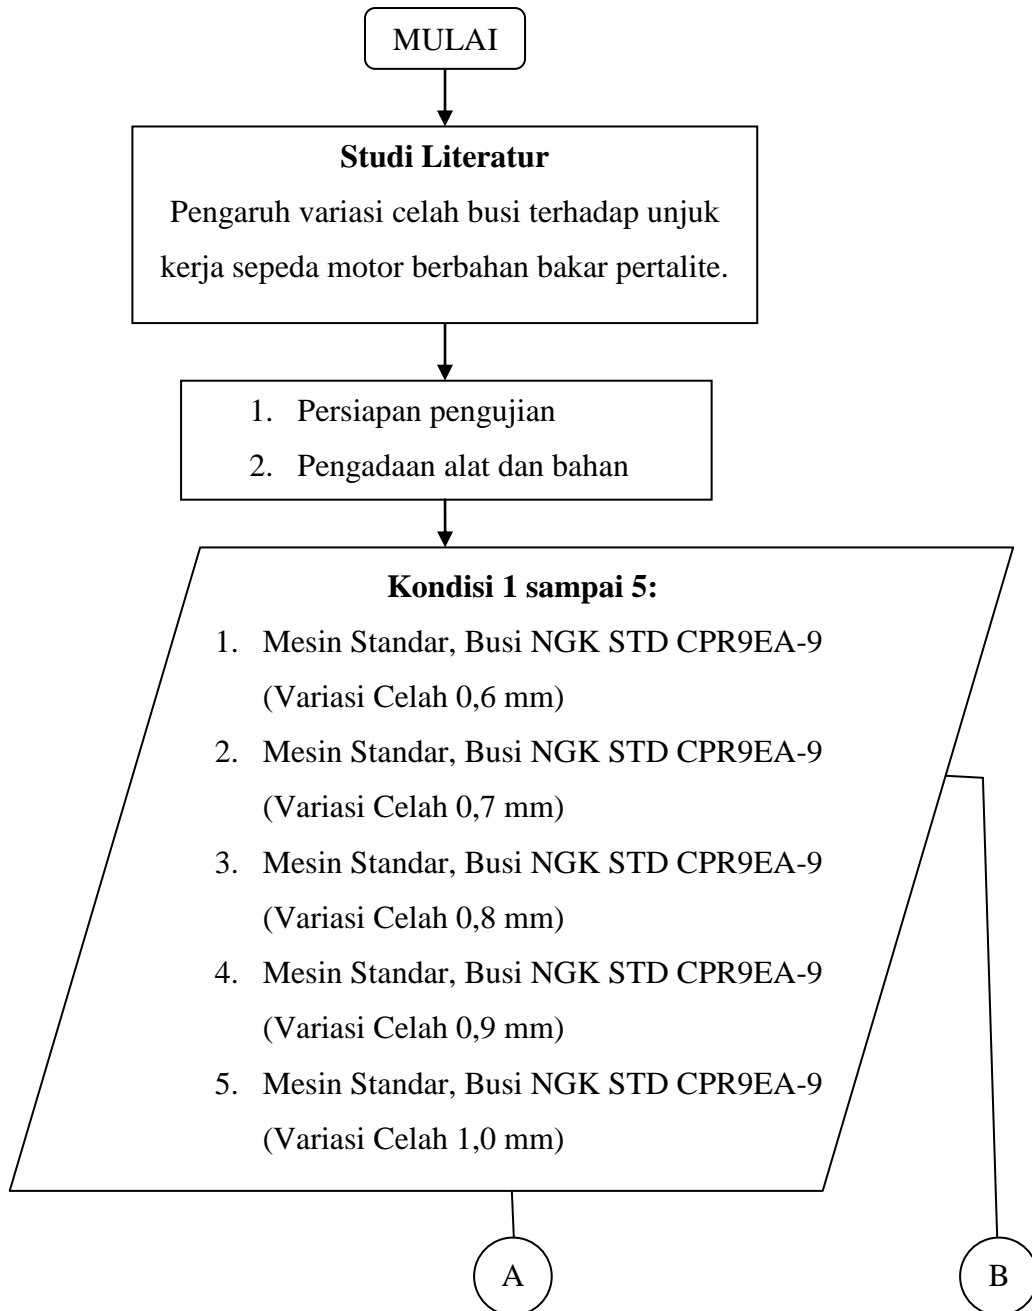 MULAI
Studi Literatur
Pengaruh variasi celah busi terhadap unjuk
kerja sepeda motor berbahan bakar pertalite.
1. Persiapan pengujian
2. Pengadaan alat dan bahan
Kondisi 1 sampai 5:
1. Mesin Standar, Busi NGK STD CPR9EA-9
(Variasi Celah 0,6 mm)
2. Mesin Standar, Busi NGK STD CPR9EA-9
(Variasi Celah 0,7 mm)
3. Mesin Standar, Busi NGK STD CPR9EA-9
(Variasi Celah 0,8 mm)
4. Mesin Standar, Busi NGK STD CPR9EA-9
(Variasi Celah 0,9 mm)
5. Mesin Standar, Busi NGK STD CPR9EA-9
(Variasi Celah 1,0 mm)
A
B